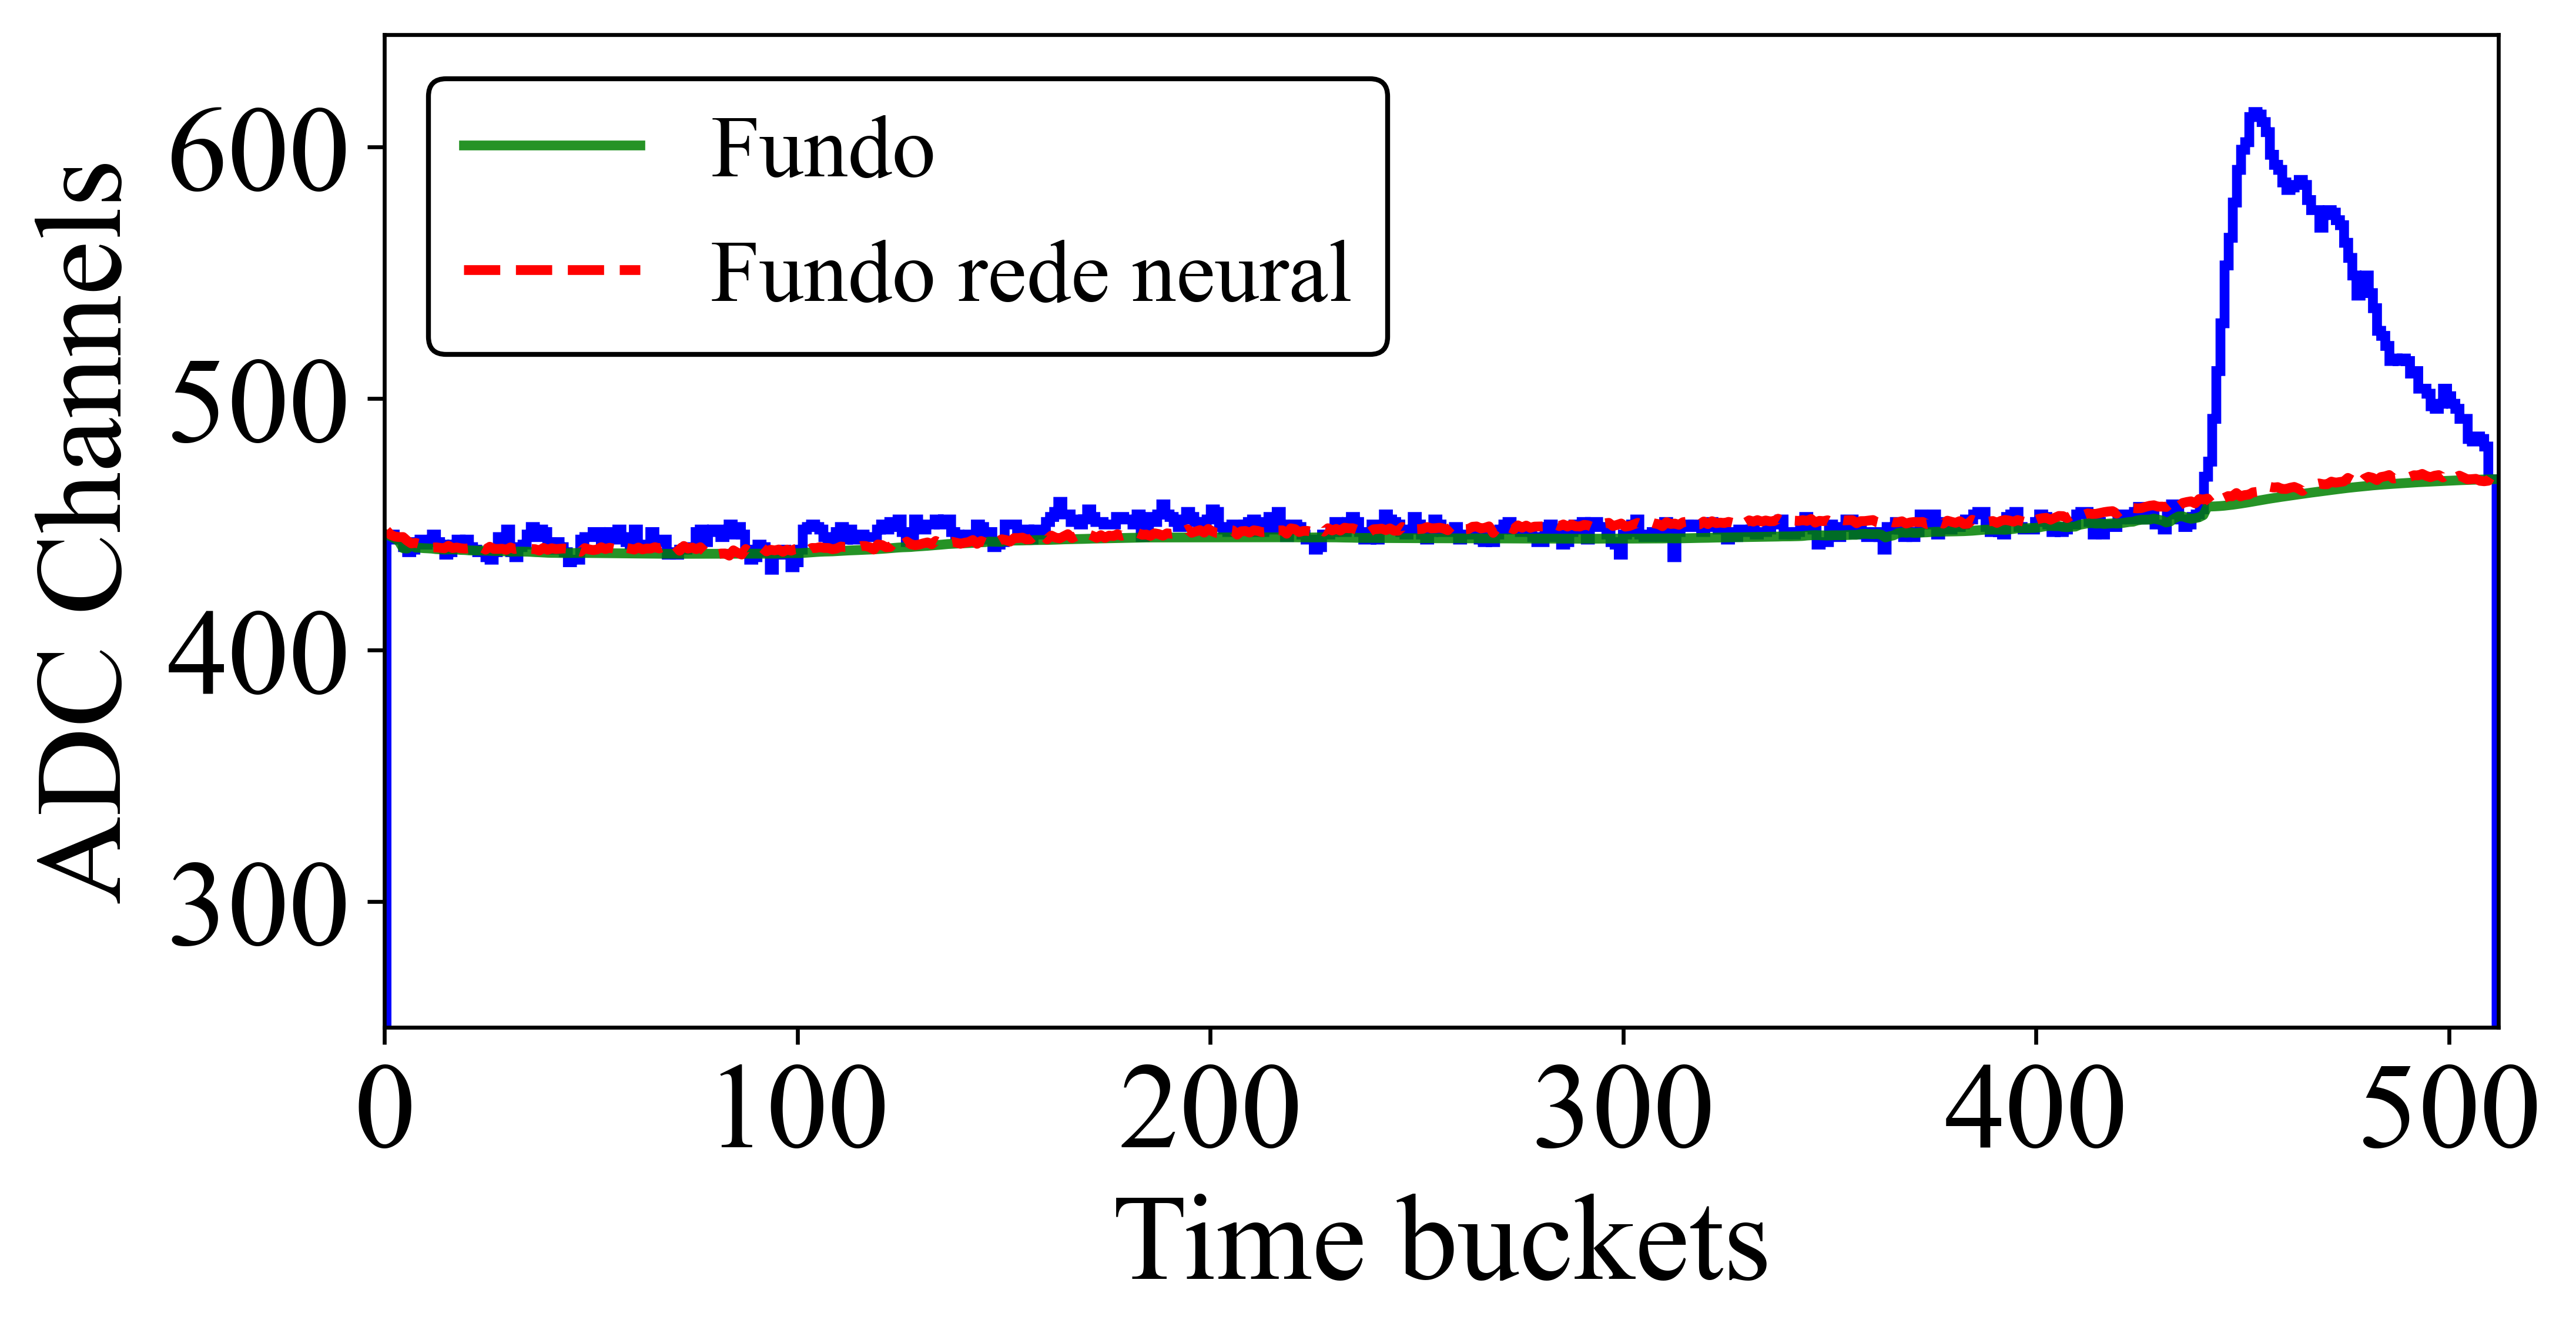 ADC Channels
600
500
400
300
Fundo
Fundo rede neural
0 100 200 300 400 500
Time buckets